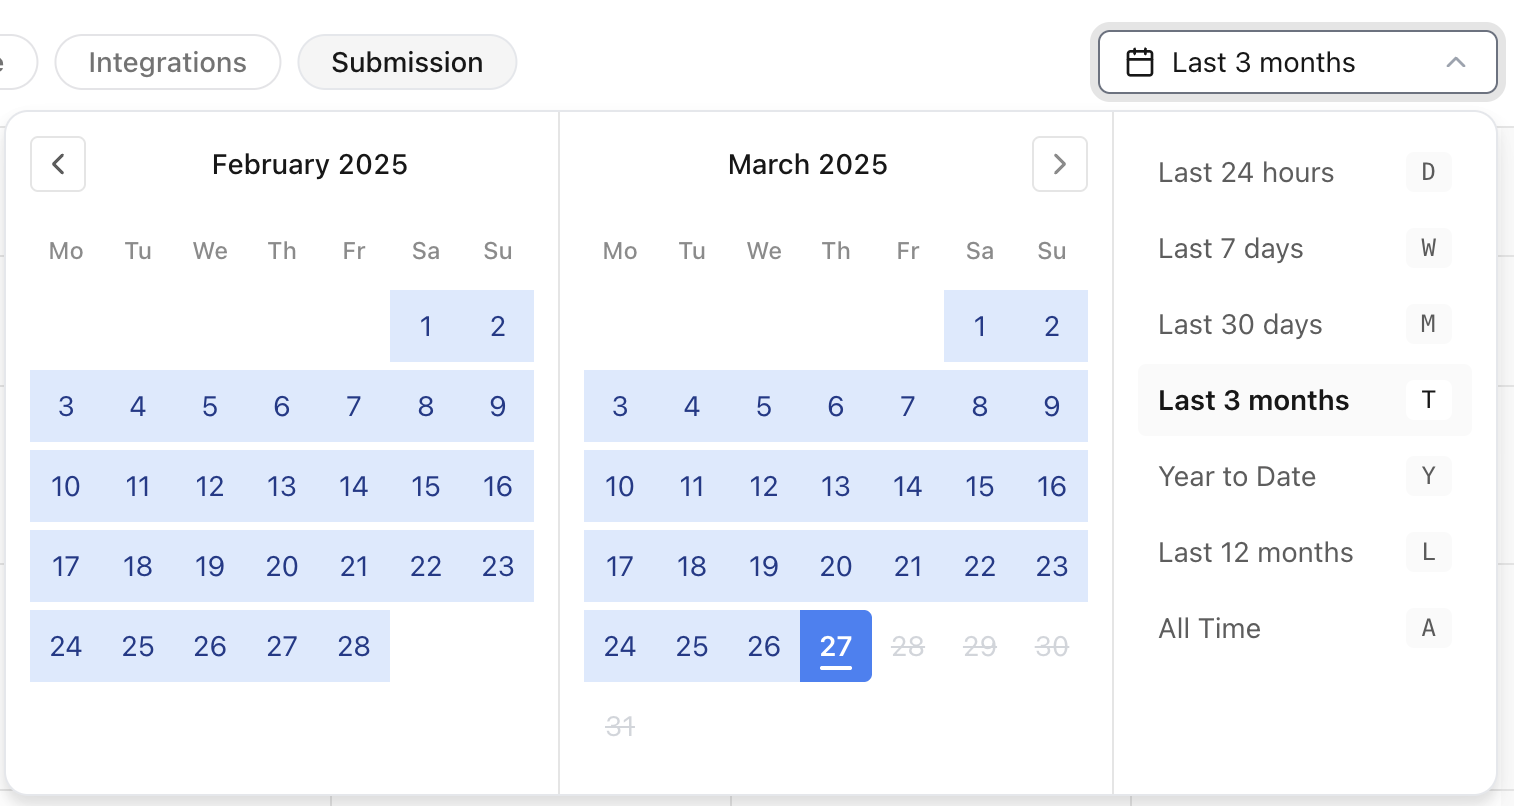 e Integrations Submission Last 3 months
February 2025
Mo Tu We Th Fr Sa Su
1 2
3 4 5 6 7 8 9
10 11 12 13 14 15 16
17 18 19 20 21 22 23
24 25 26 27 28
March 2025
Mo Tu We Th Fr Sa Su
1 2
3 4 5 6 7 8 9
10 11 12 13 14 15 16
17 18 19 20 21 22 23
24 25 26 27 28 29 30
31
Last 24 hours D
Last 7 days W
Last 30 days M
Last 3 months T
Year to Date Y
Last 12 months L
All Time A